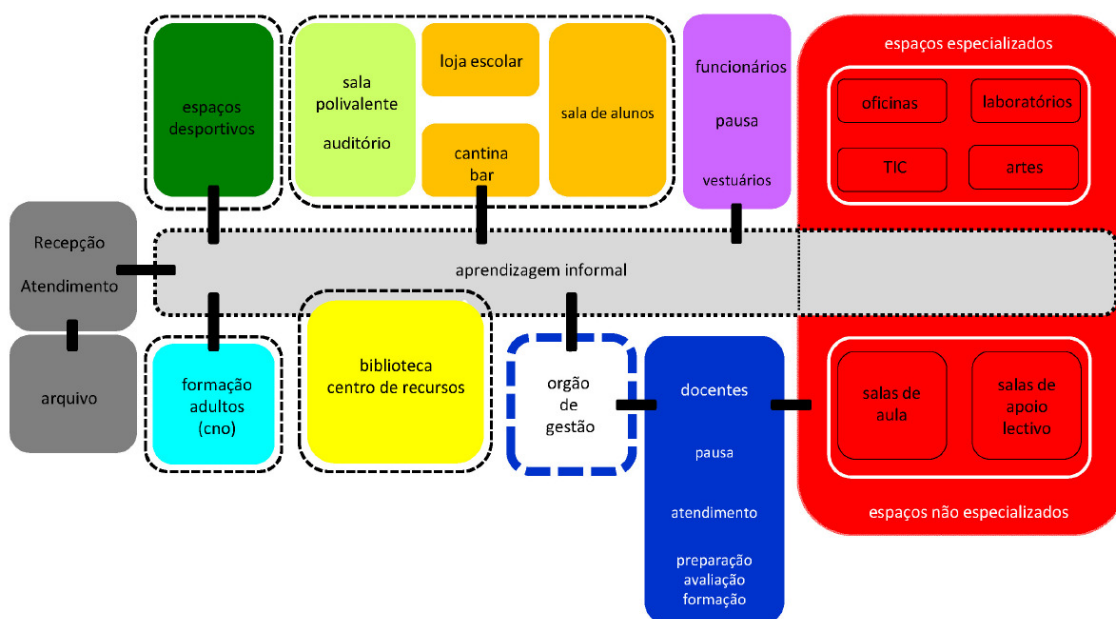 espaços
desportivos
sala
polivalente
auditório
loja escolar
cantina
bar
sala de alunos
funcionários
pausa
vestuários
espaços especializados
oficinas
laboratórios
TIC
artes
Recepção
Atendimento
aprendizagem informal
arquivo
formação
adultos
(cno)
biblioteca
centro de recursos
orgão
de
gestão
docentes
pausa
atendimento
preparação
avaliação
formação
salas de
aula
salas de
apoio
lectivo
espaços não especializados